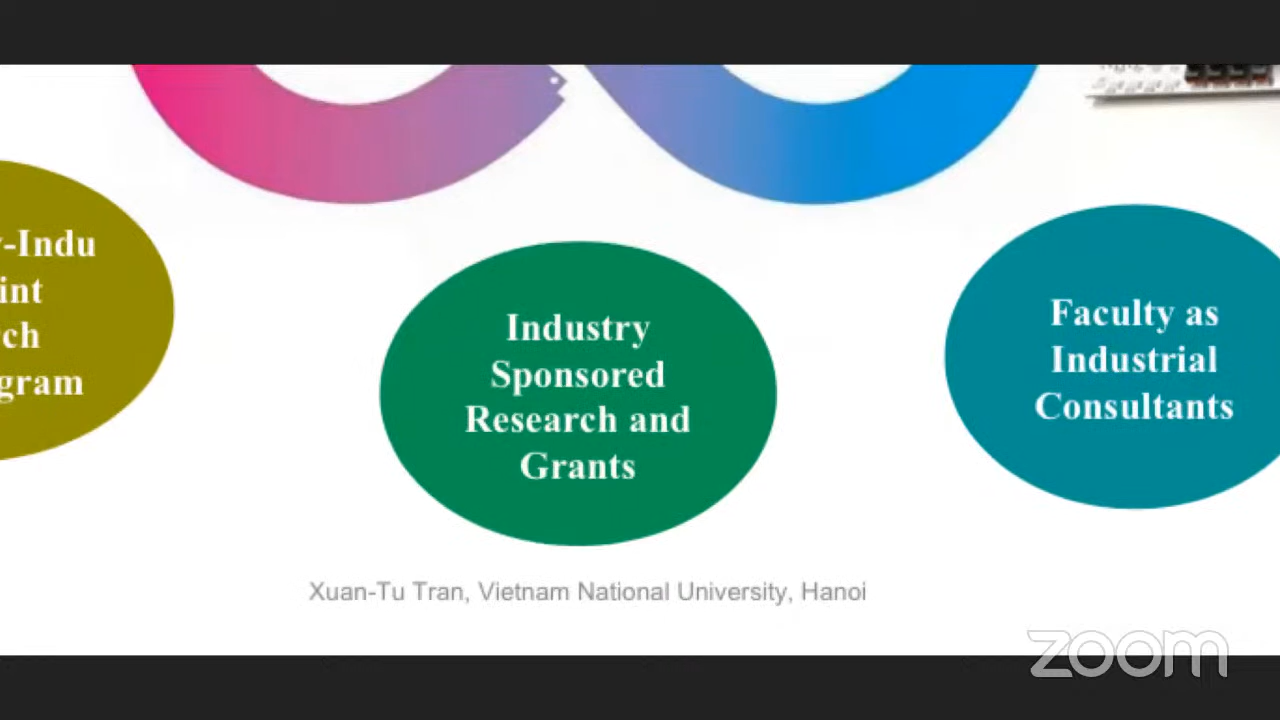 -Indu
int
ch
gram
Industry
Sponsored
Research and
Grants
Faculty as
Industrial
Consultants
Xuan-Tu Tran, Vietnam National University, Hanoi
zoom